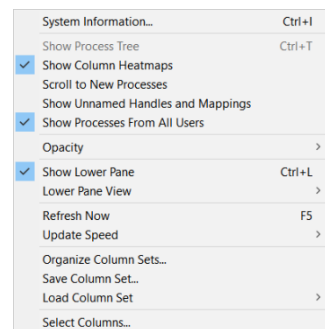 System Information... Ctrl+I
Show Process Tree Ctrl+T
Show Column Heatmaps
Scroll to New Processes
Show Unnamed Handles and Mappings
Show Processes From All Users
Opacity
Show Lower Pane Ctrl+L
Lower Pane View
Refresh Now F5
Update Speed
Organize Column Sets...
Save Column Set...
Load Column Set
Select Columns...